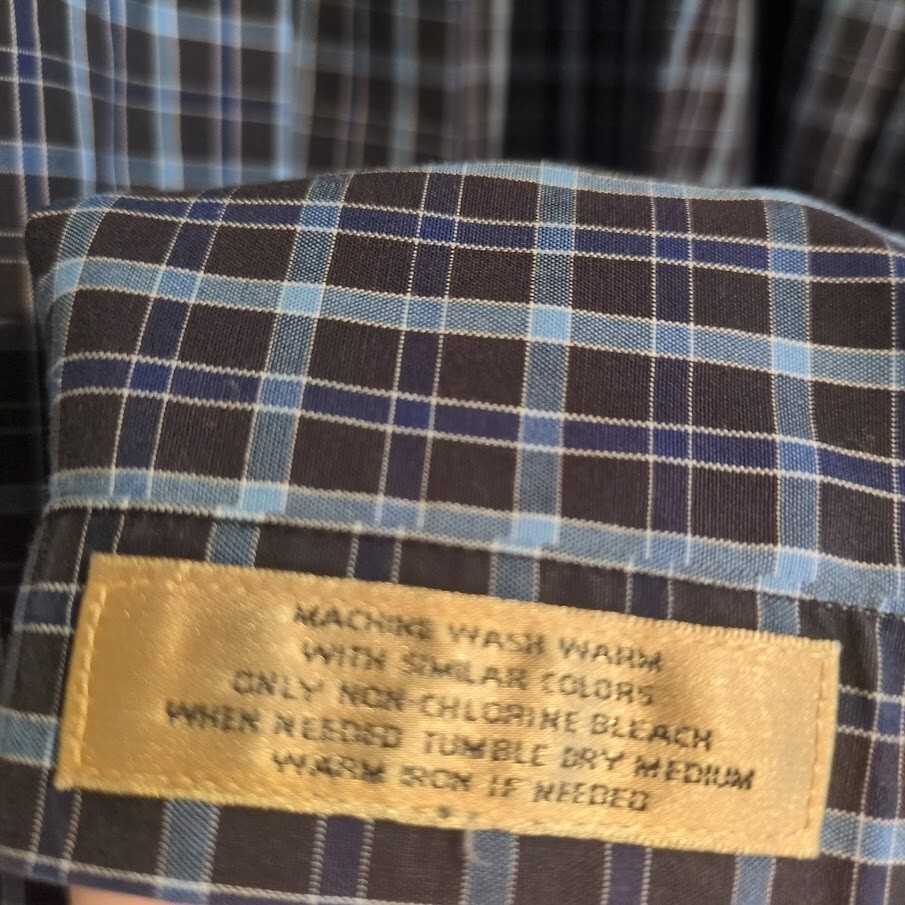 MACHINE WASH WARM
WITH SIMILAR COLORS
ONLY NON-CHLORINE BLEACH
WHEN NEEDED TUMBLE DRY MEDIUM
WARM IRON IF NEEDED